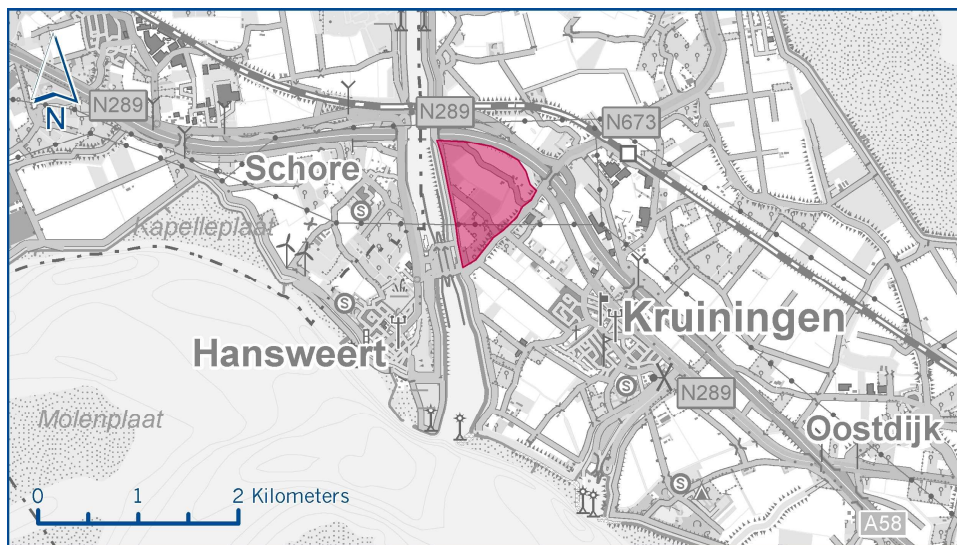 N289
N289
N673
N
Schore
S
Kapelleplaat
S
Kruiningen
Hansweert
S
N289
Molenplaat
Oostdijk
S
0 1 2 Kilometers
A58